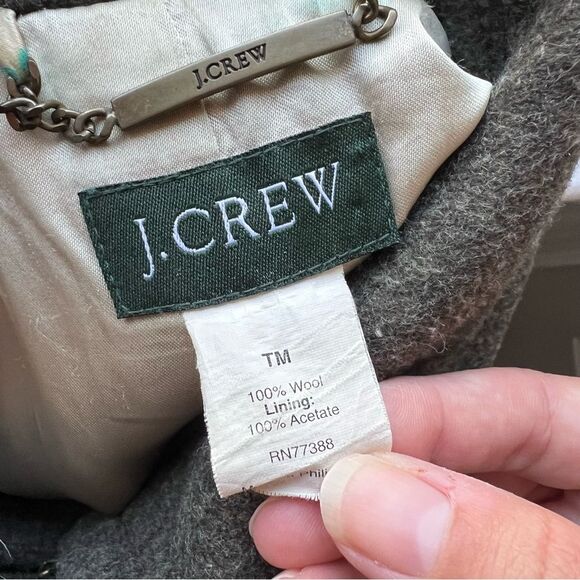 J.CREW
J.CREW
TM
100% Wool
Lining:
100% Acetate
RN77388